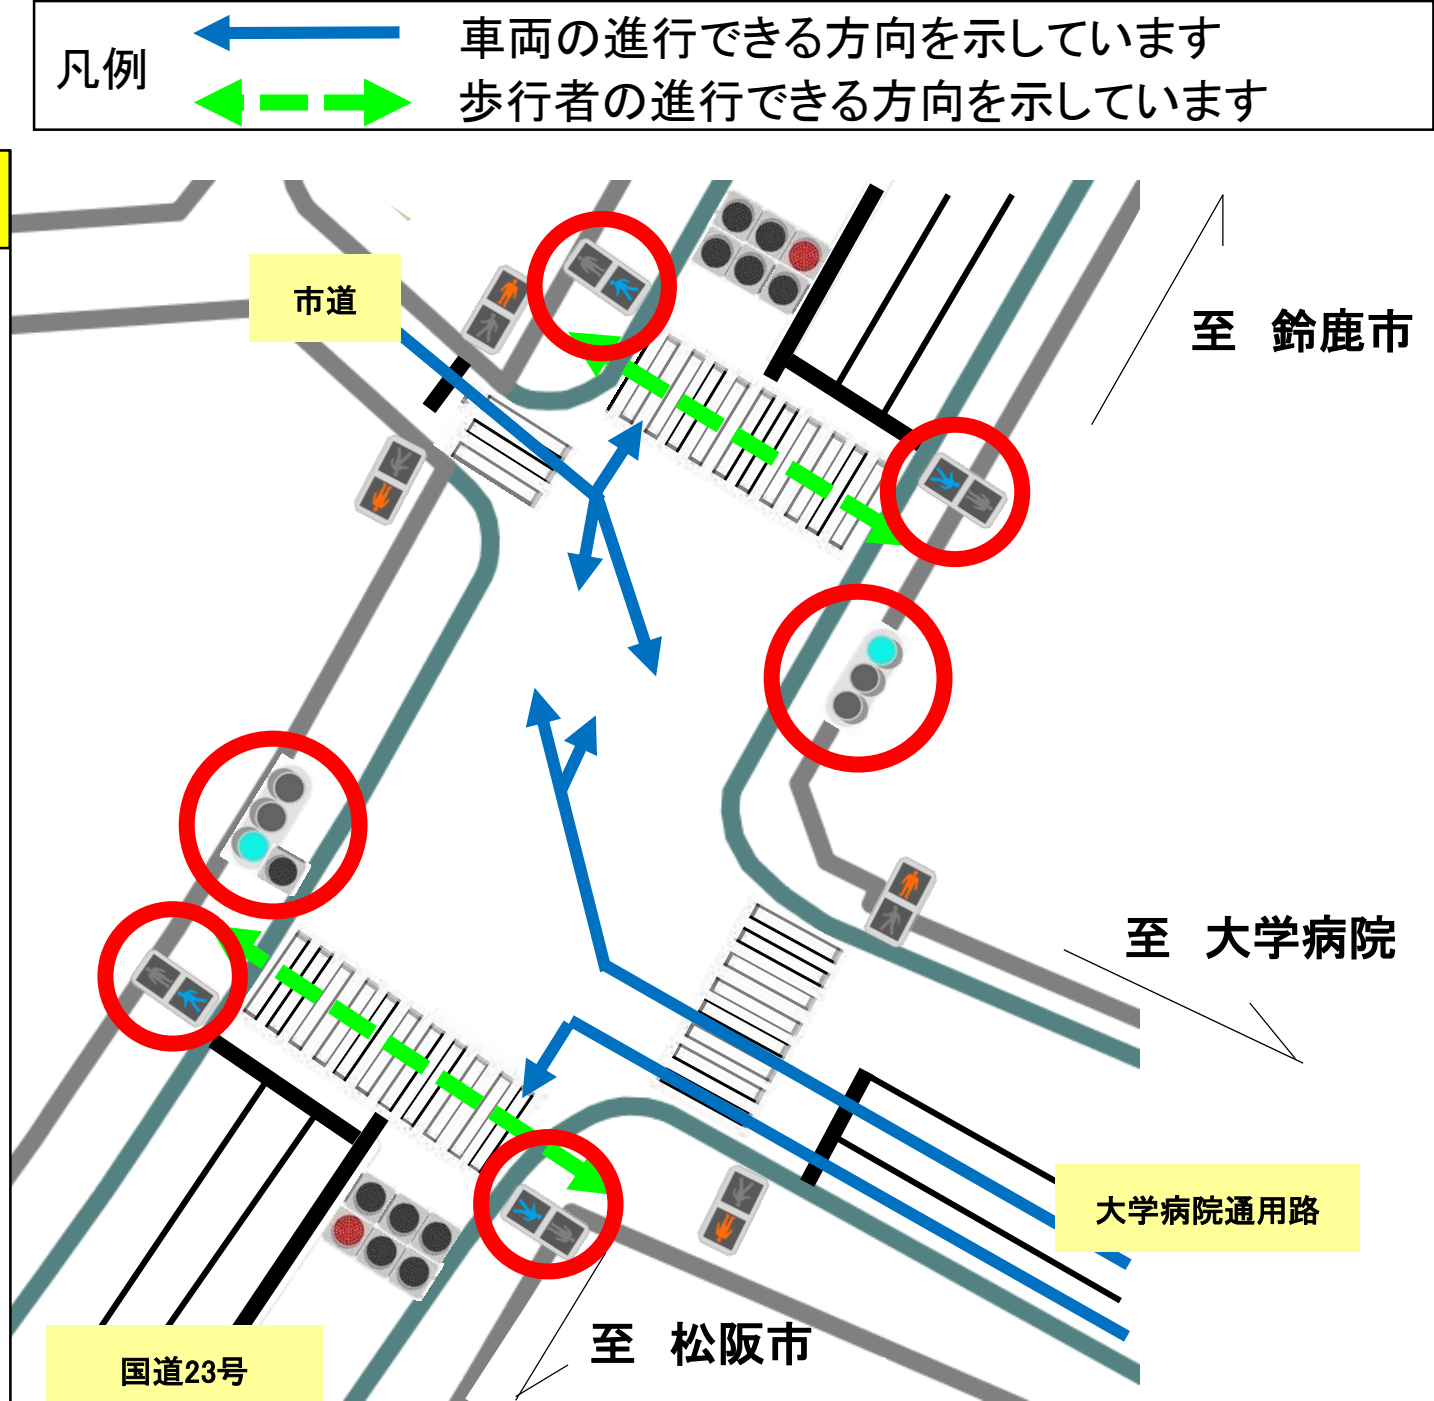 凡例
車両の進行できる方向を示しています
歩行者の進行できる方向を示しています
市道
至 鈴鹿市
至 大学病院
大学病院通用路
至 松阪市
国道23号